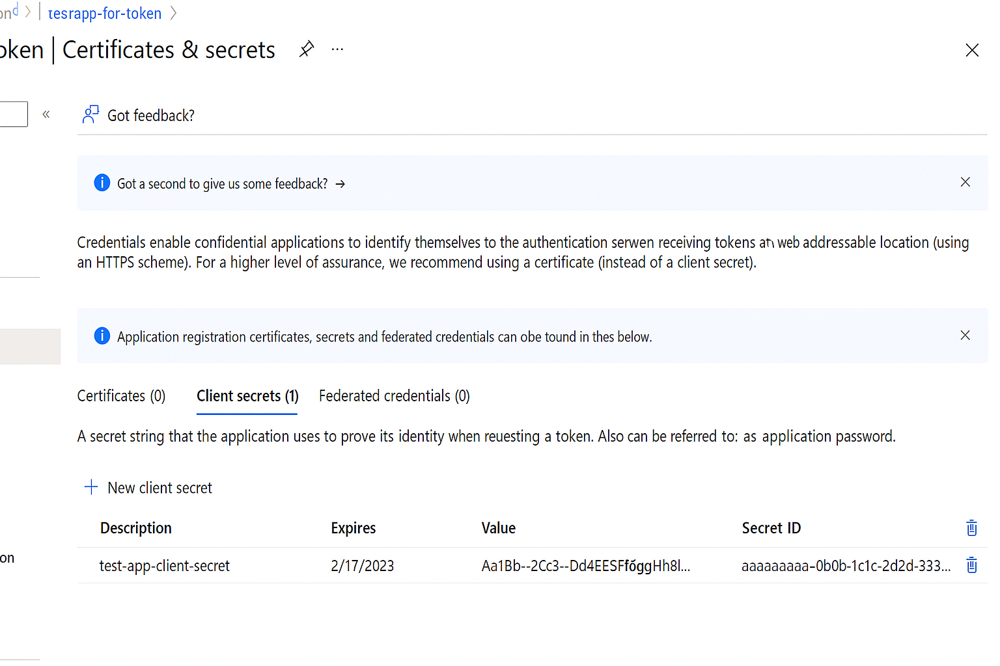 ond > | tesrapp-for-token >
oken | Certificates & secrets ...
«
Got feedback?
Got a second to give us some feedback? →
Credentials enable confidential applications to identify themselves to the authentication serwen receiving tokens at web addressable location (using
an HTTPS scheme). For a higher level of assurance, we recommend using a certificate (instead of a client secret).
Application registration certificates, secrets and federated credentials can obe tound in thes below.
Certificates (0) Client secrets (1) Federated credentials (0)
A secret string that the application uses to prove its identity when reuesting a token. Also can be referred to: as application password.
+ New client secret
Description Expires Value Secret ID
on
test-app-client-secret 2/17/2023 Aa1Bb--2Cc3--Dd4EESFfőggHh8l... aaaaaaaaa-0b0b-1c1c-2d2d-333...